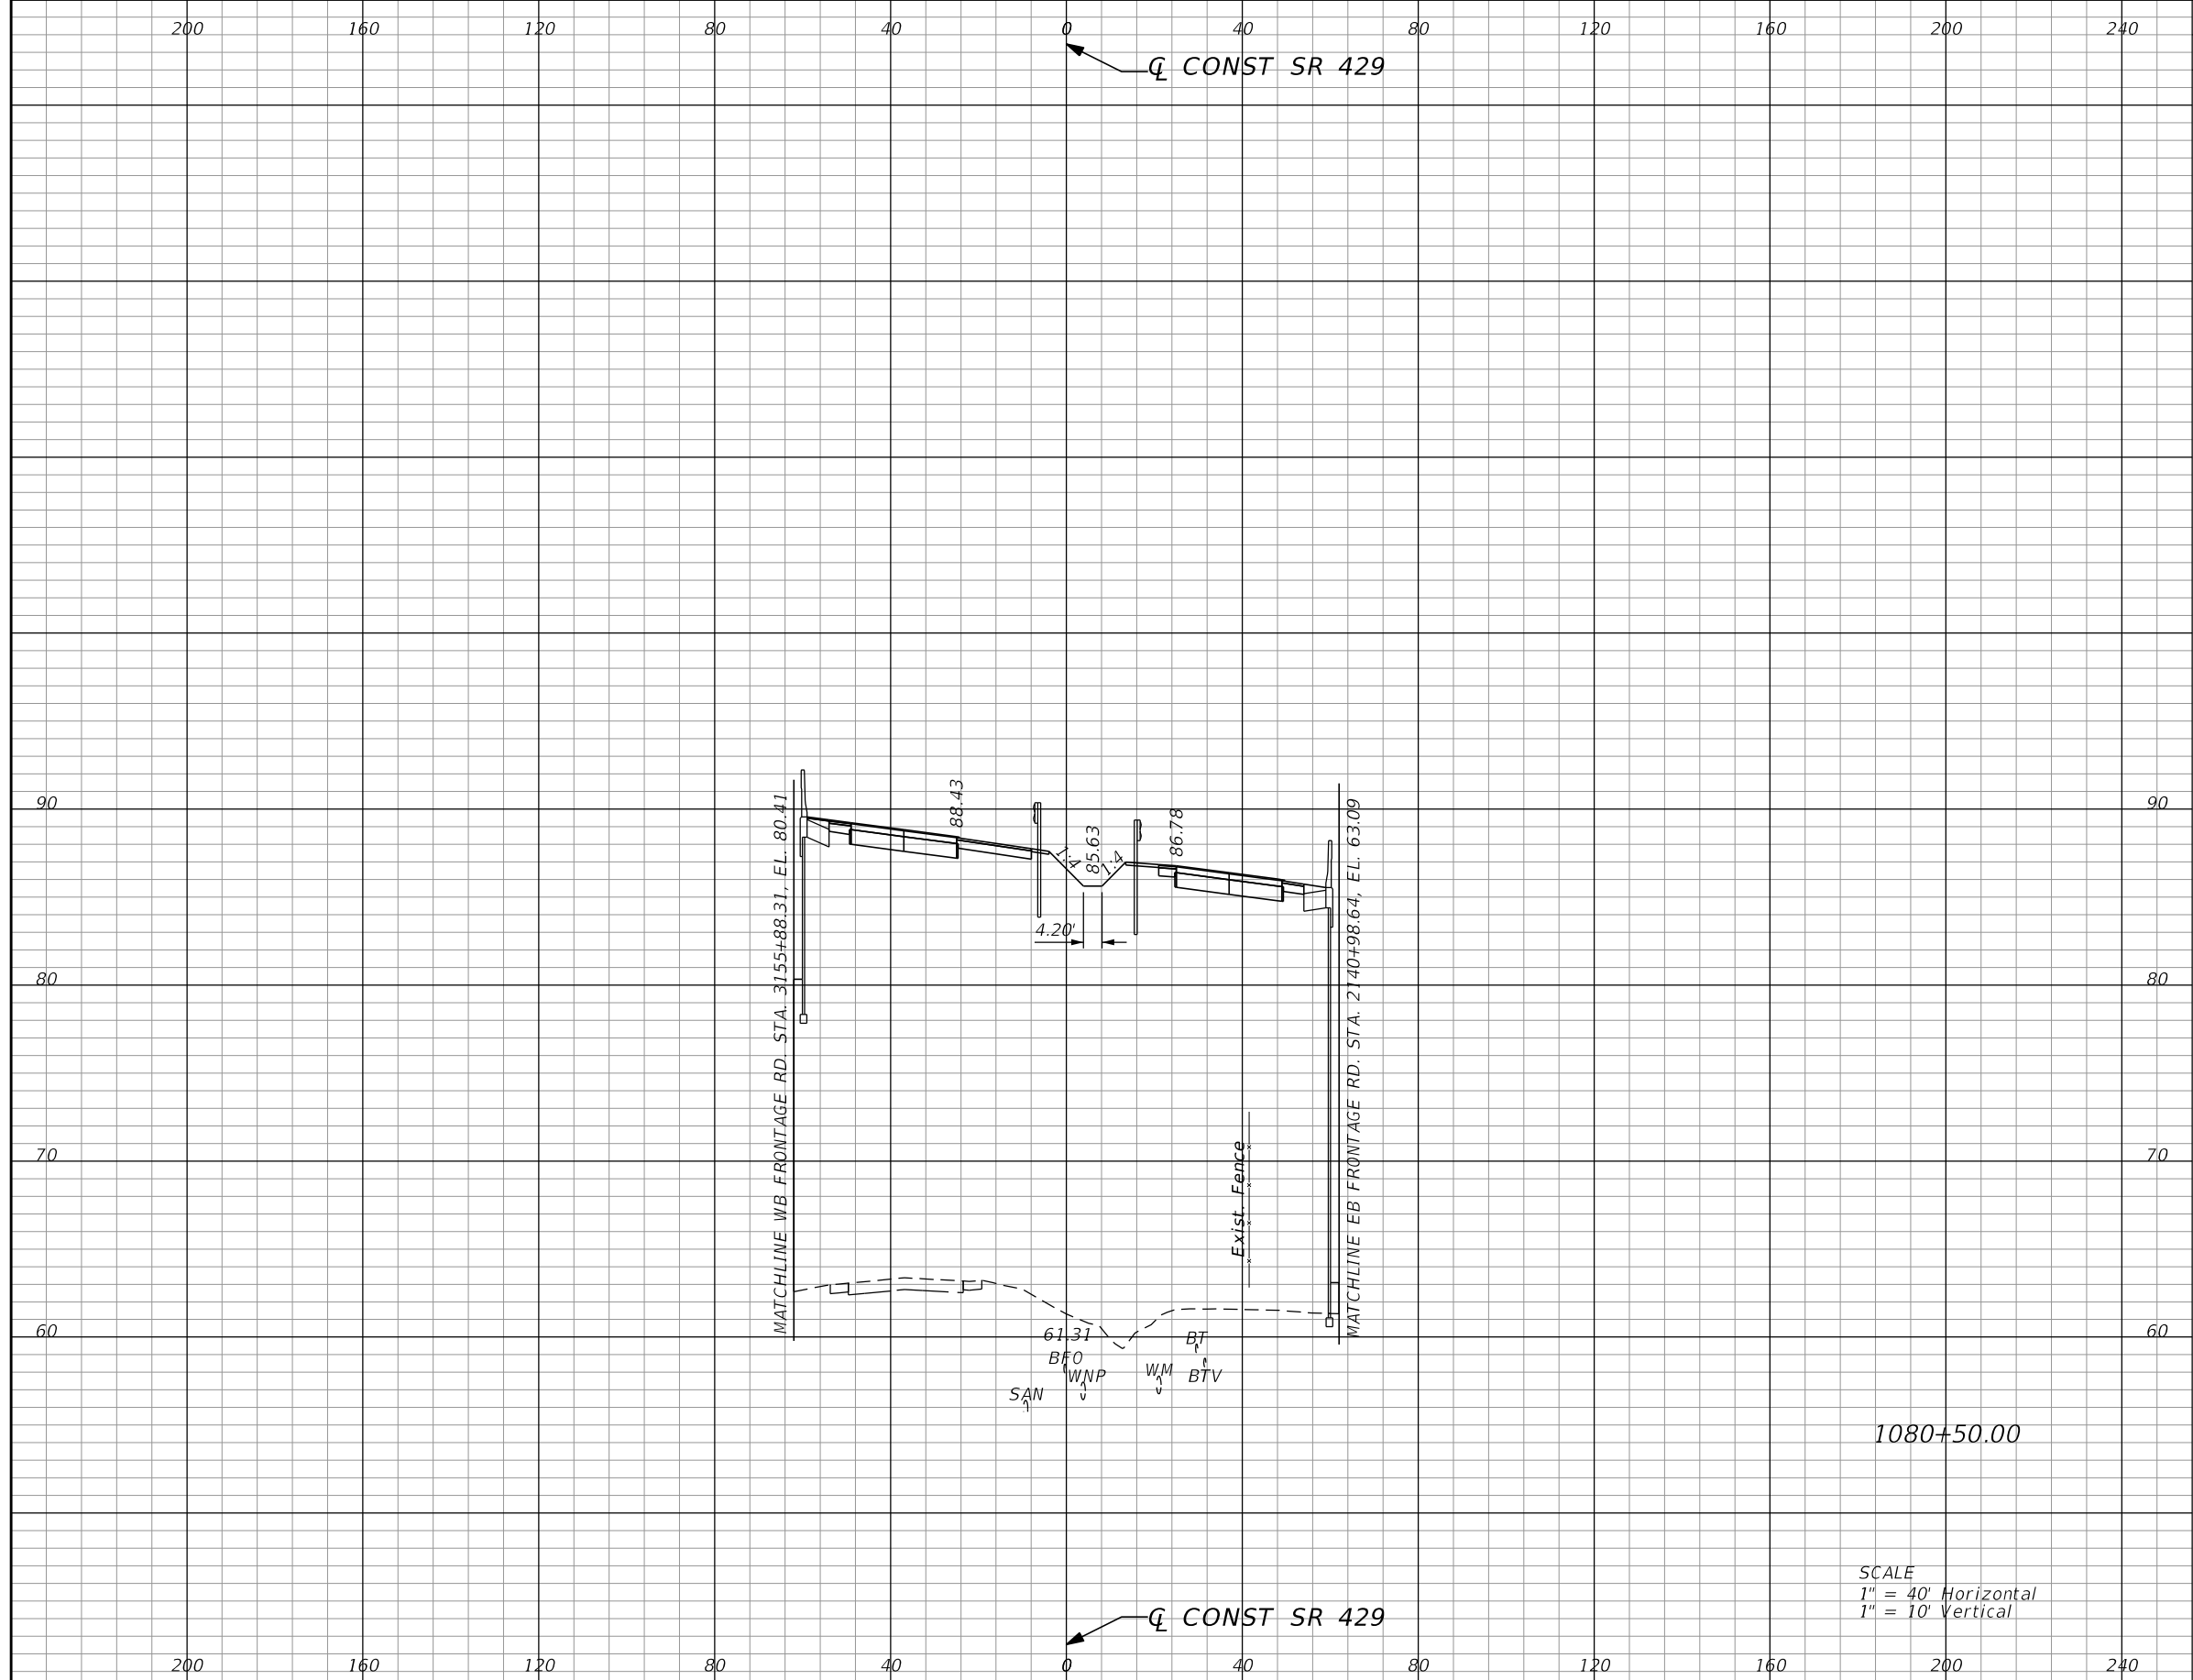 200 160 120 80 40 0 40 80 120 160 200 240
℄ CONST SR 429
90 90
MATCHLINE WB FRONTAGE RD. STA. 3155+88.31, EL. 80.41
88.43
1:4
85.63
1:4
86.78
MATCHLINE EB FRONTAGE RD. STA. 2140+98.64, EL. 63.09
4.20'
80 80
70 70
Exist. Fence
60 60
61.31
BT
BFO
WNP
WM
BTV
SAN
1080+50.00
SCALE
1" = 40' Horizontal
1" = 10' Vertical
℄ CONST SR 429
200 160 120 80 40 0 40 80 120 160 200 240